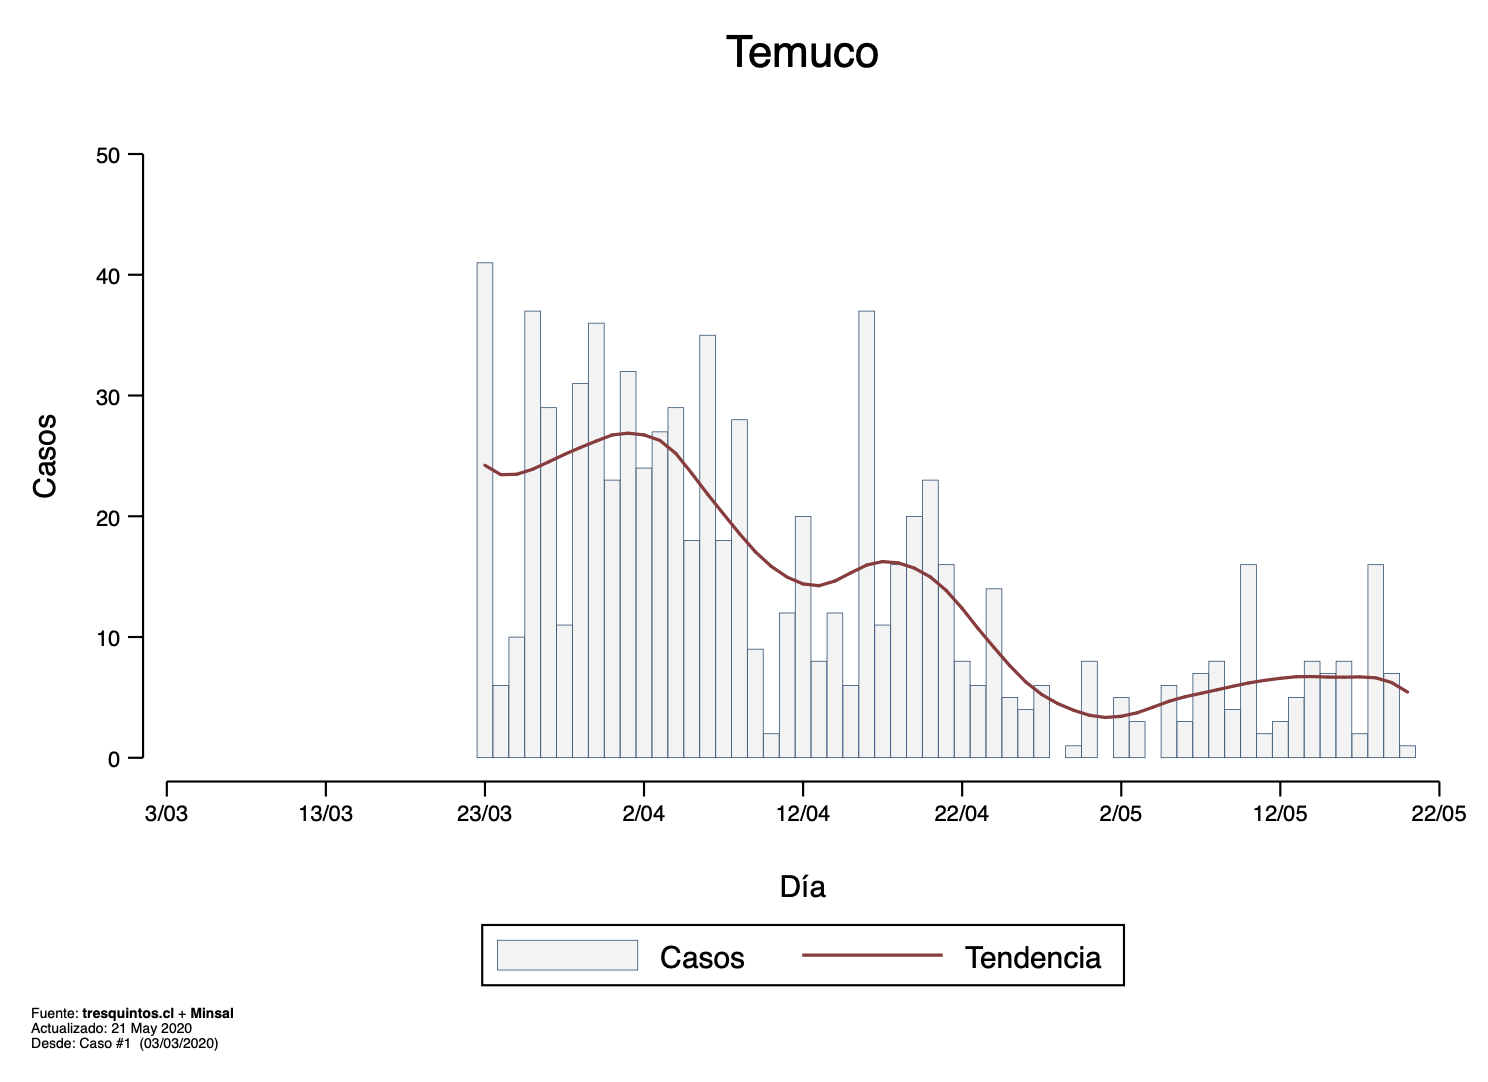 Temuco
50
40
30
20
10
0
Casos
3/03 13/03 23/03 2/04 12/04 22/04 2/05 12/05 22/05
Día
Casos Tendencia
Fuente: tresquintos.cl + Minsal
Actualizado: 21 May 2020
Desde: Caso #1 (03/03/2020)